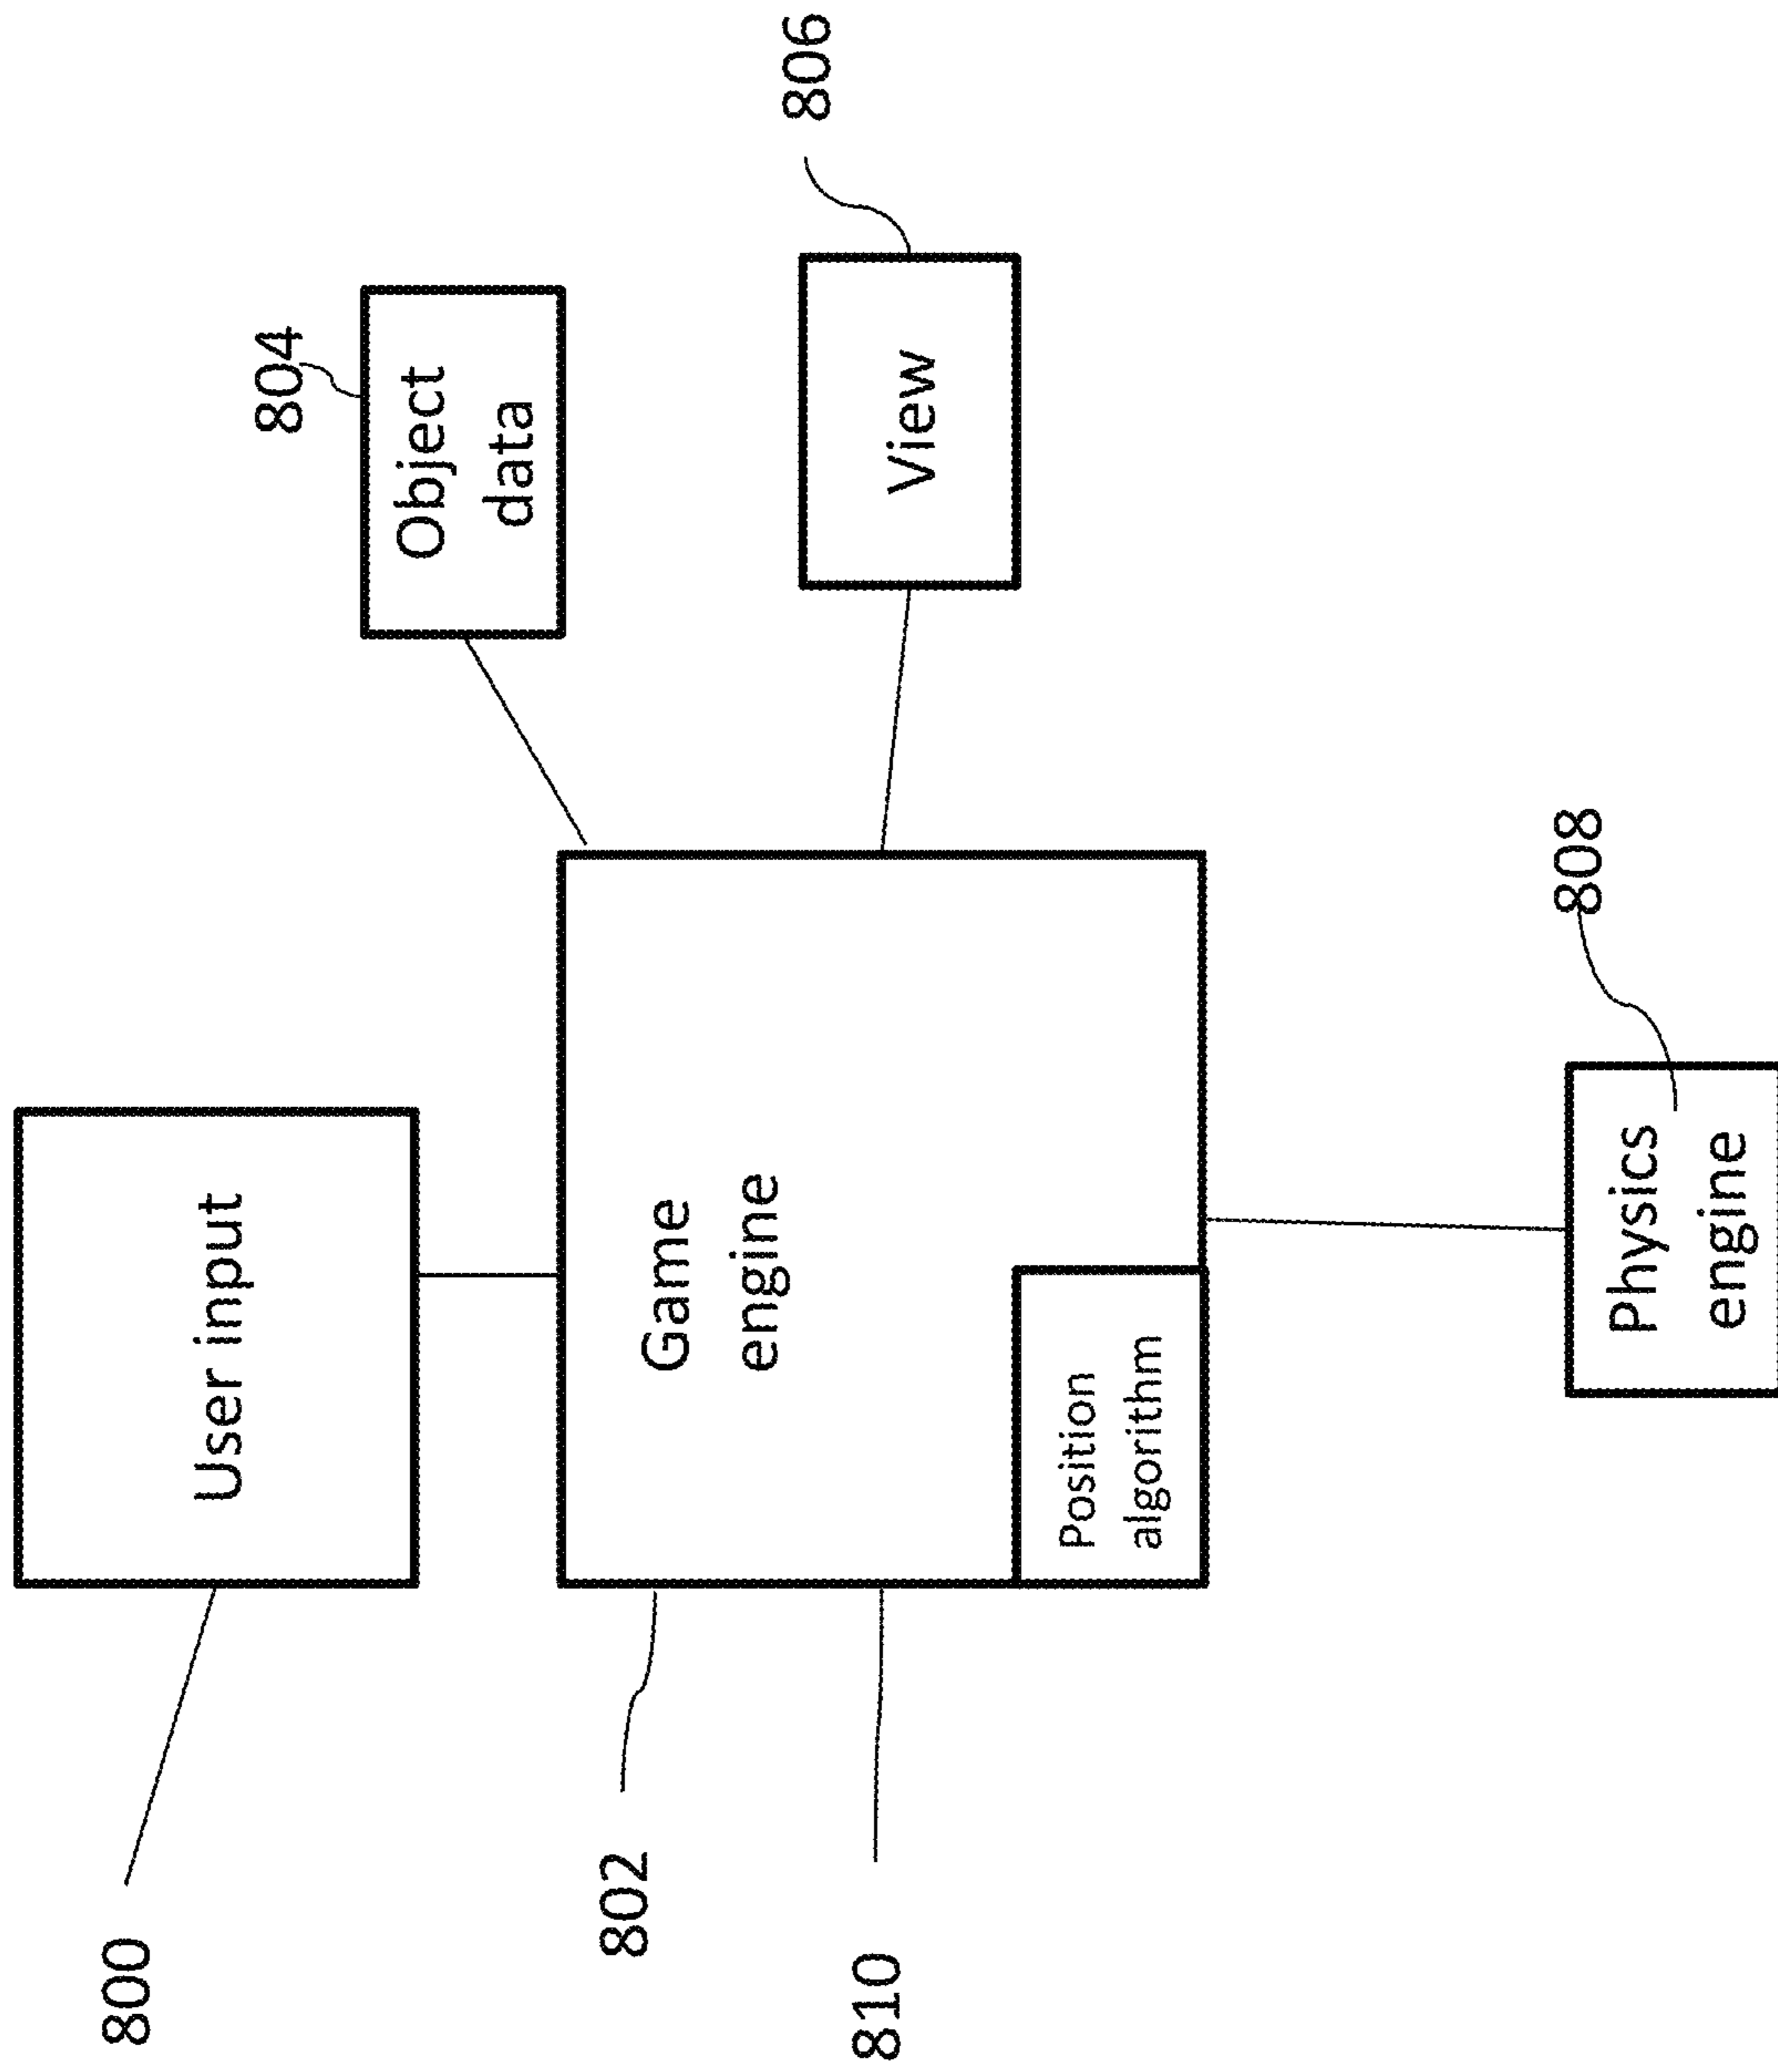 800
User input
804
Object
data
802
Game
engine
806
810
View
Position
algorithm
808
Physics
engine